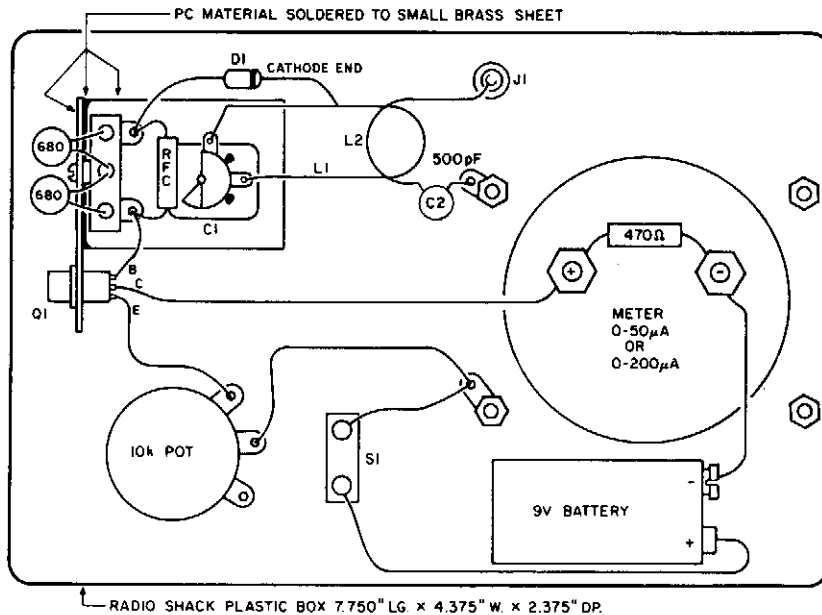 PC MATERIAL SOLDERED TO SMALL BRASS SHEET
D1
CATHODE END
J1
680
680
RFC
L2
L1
500pF
C2
C1
470Ω
+
-
B
C
E
Q1
METER
0-50μA
OR
0-200μA
10k POT
S1
9V BATTERY
-
+
RADIO SHACK PLASTIC BOX 7.750" LG. × 4.375" W. × 2.375" DP.